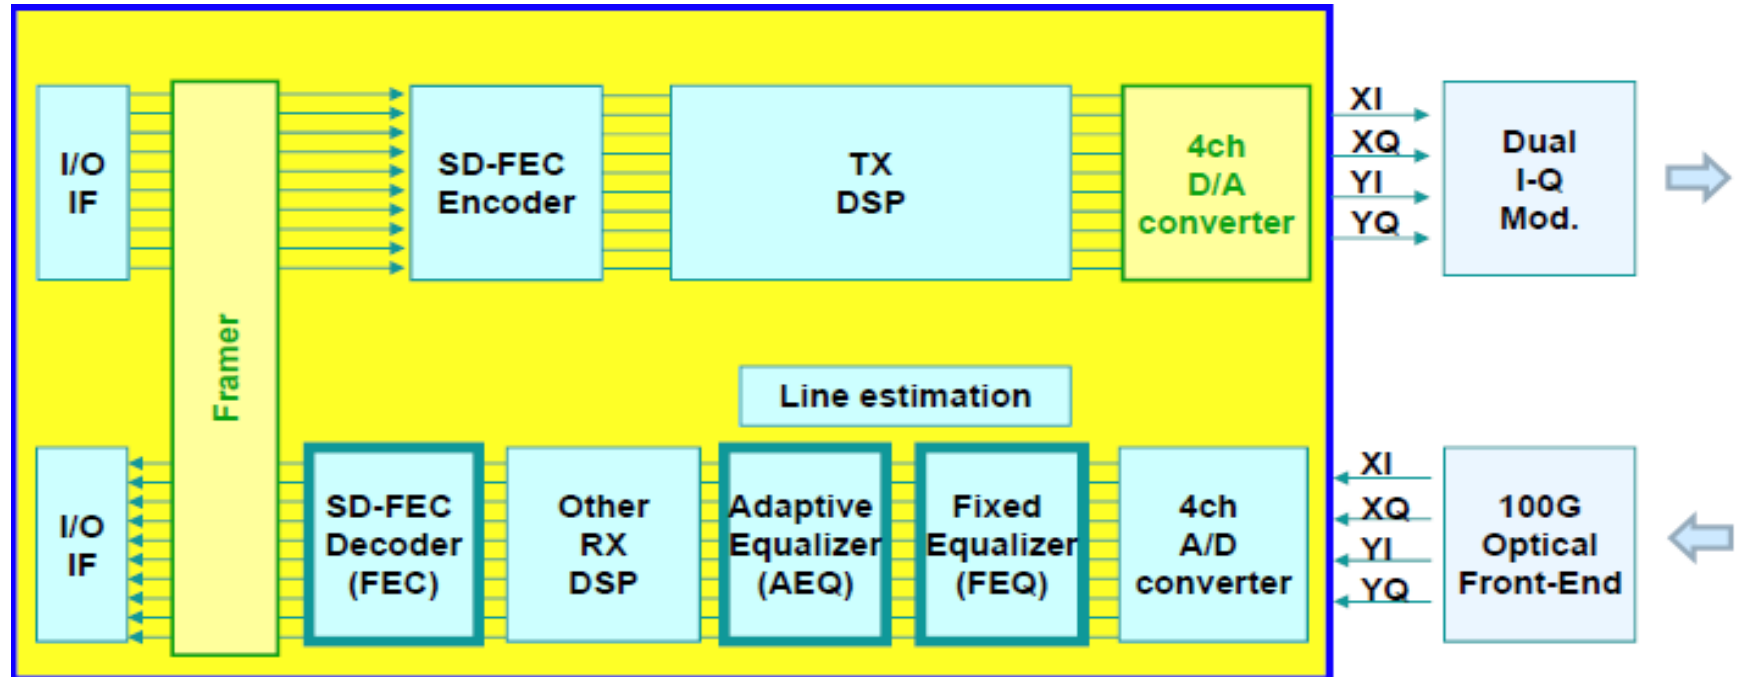 I/O
IF
Framer
SD-FEC
Encoder
TX
DSP
4ch
D/A
converter
XI
XQ
YI
YQ
Dual
I-Q
Mod.
Line estimation
I/O
IF
SD-FEC
Decoder
(FEC)
Other
RX
DSP
Adaptive
Equalizer
(AEQ)
Fixed
Equalizer
(FEQ)
4ch
A/D
converter
XI
XQ
YI
YQ
100G
Optical
Front-End